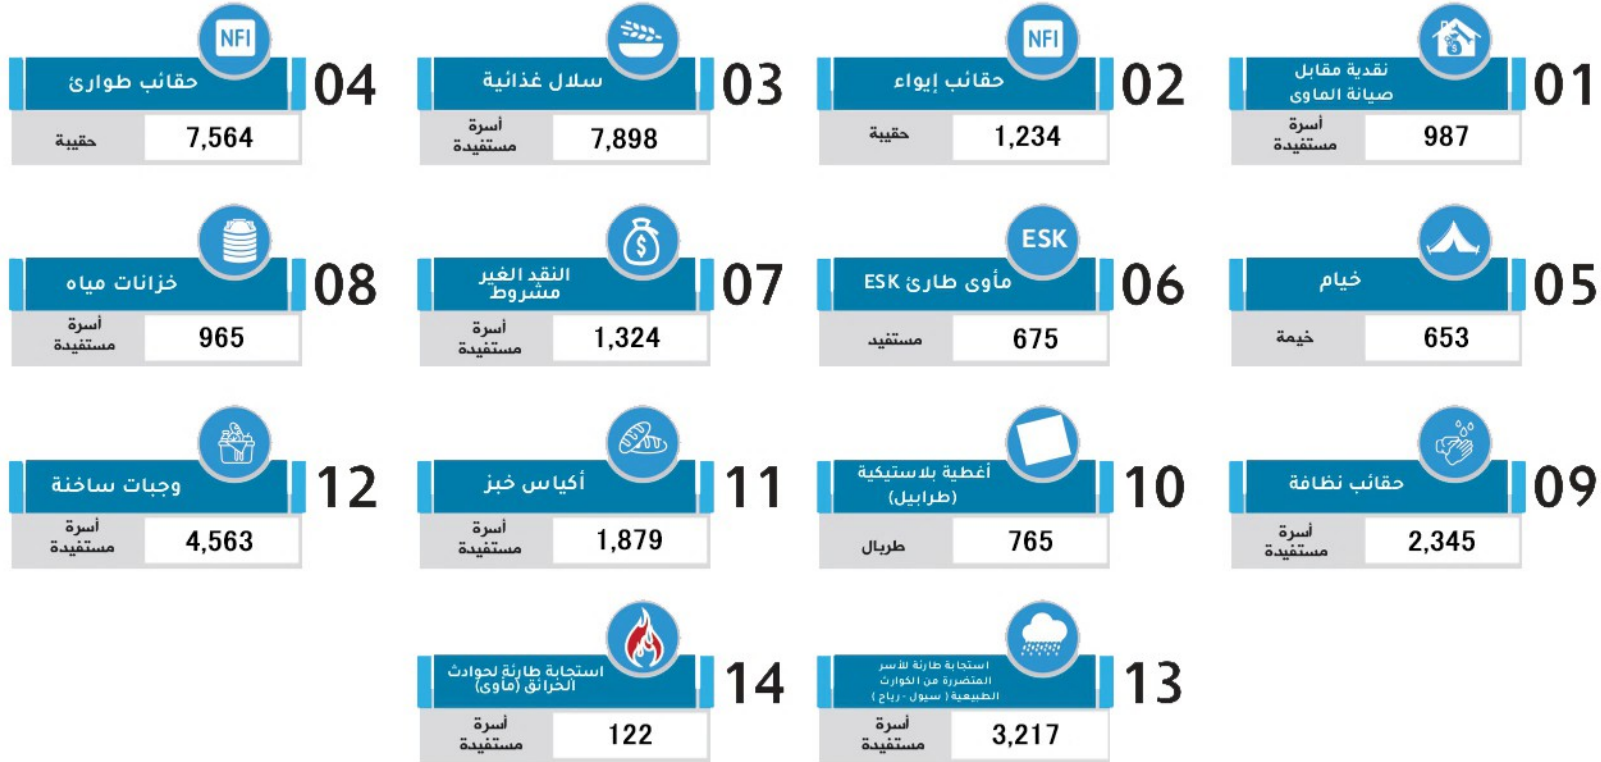 01
نقدية مقابل
صيانة الماوى
987
أسرة
مستفيدة
02
NFI
حقائب إيواء
1,234
حقيبة
03
سلال غذائية
7,898
أسرة
مستفيدة
04
NFI
حقائب طوارئ
7,564
حقيبة
05
خيام
653
خيمة
06
ESK
مأوى طارئ ESK
675
مستفيد
07
النقد الغير
مشروط
1,324
أسرة
مستفيدة
08
خزانات مياه
965
أسرة
مستفيدة
09
حقائب نظافة
2,345
أسرة
مستفيدة
10
أغطية بلاستيكية
(طرابيل)
765
طربال
11
أكياس خبز
1,879
أسرة
مستفيدة
12
وجبات ساخنة
4,563
أسرة
مستفيدة
13
استجابة طارئة للأسر
المتضررة من الكوارث
الطبيعية ( سيول - رياح )
3,217
أسرة
مستفيدة
14
استجابة طارئة لحوادث
الحرائق (ماوى)
122
أسرة
مستفيدة